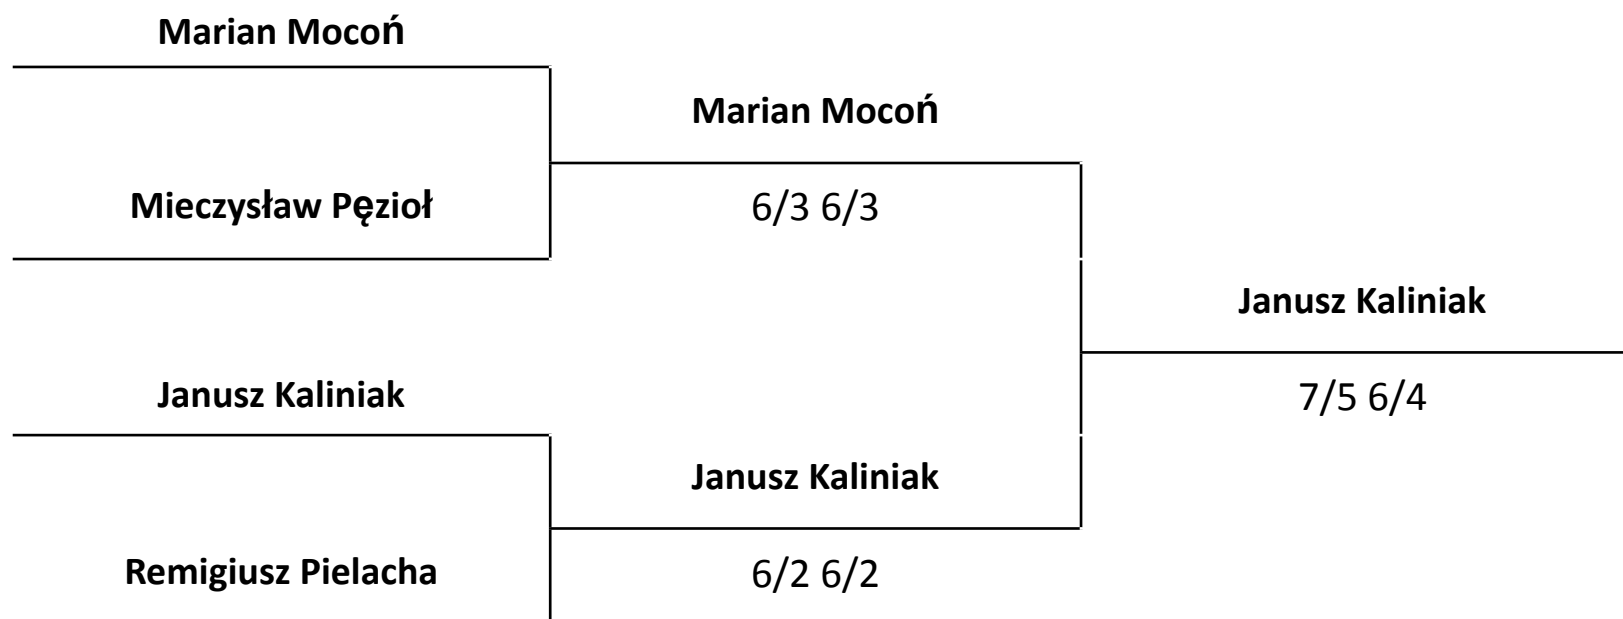 Marian Mocoń
Marian Mocoń
Mieczysław Pęzioł
6/3 6/3
Janusz Kaliniak
Janusz Kaliniak
7/5 6/4
Janusz Kaliniak
Remigiusz Pielacha
6/2 6/2